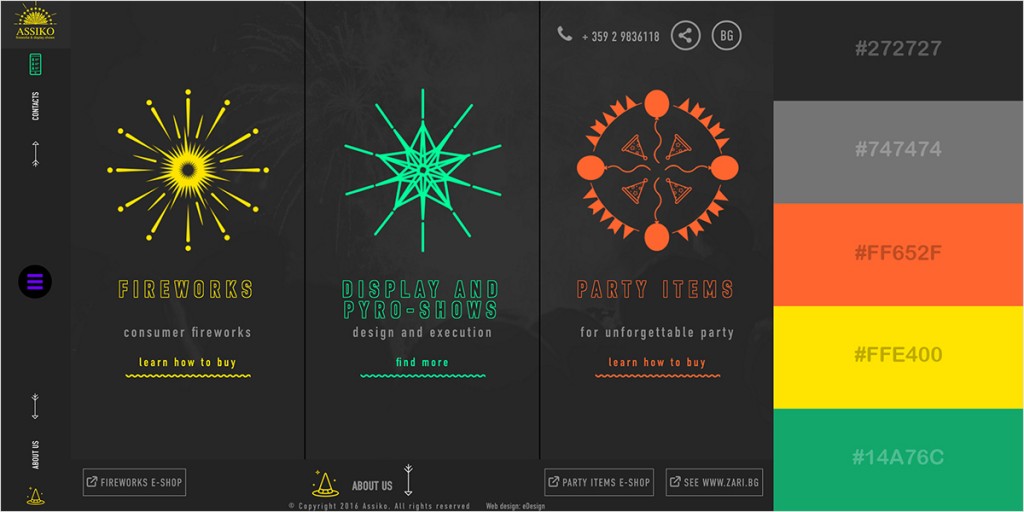 ASSIKO
fireworks & display shows
CONTACTS
ABOUT US
+ 359 2 9836118
BG
FIREWORKS
consumer fireworks
learn how to buy
DISPLAY AND
PYRO-SHOWS
design and execution
find more
PARTY ITEMS
for unforgettable party
learn how to buy
FIREWORKS E-SHOP
ABOUT US
PARTY ITEMS E-SHOP
SEE WWW.ZARI.BG
© Copyright 2016 Assiko, All rights reserved
Web design: eDesign
#272727
#747474
#FF652F
#FFE400
#14A76C